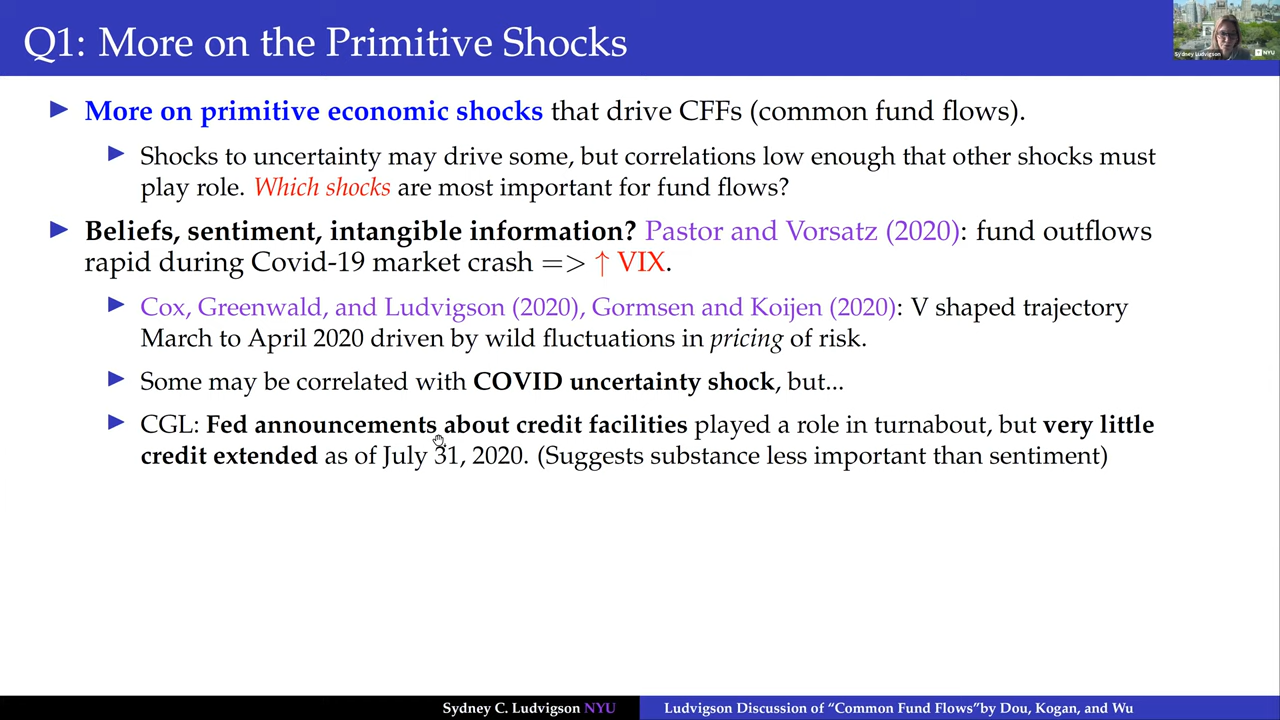 Q1: More on the Primitive Shocks
Sydney Ludvigson
NYU
More on primitive economic shocks that drive CFFs (common fund flows).
Shocks to uncertainty may drive some, but correlations low enough that other shocks must
play role. Which shocks are most important for fund flows?
Beliefs, sentiment, intangible information? Pastor and Vorsatz (2020): fund outflows
rapid during Covid-19 market crash => ↑ VIX.
Cox, Greenwald, and Ludvigson (2020), Gormsen and Koijen (2020): V shaped trajectory
March to April 2020 driven by wild fluctuations in pricing of risk.
Some may be correlated with COVID uncertainty shock, but...
CGL: Fed announcements about credit facilities played a role in turnabout, but very little
credit extended as of July 31, 2020. (Suggests substance less important than sentiment)
Sydney C. Ludvigson NYU
Ludvigson Discussion of “Common Fund Flows”by Dou, Kogan, and Wu